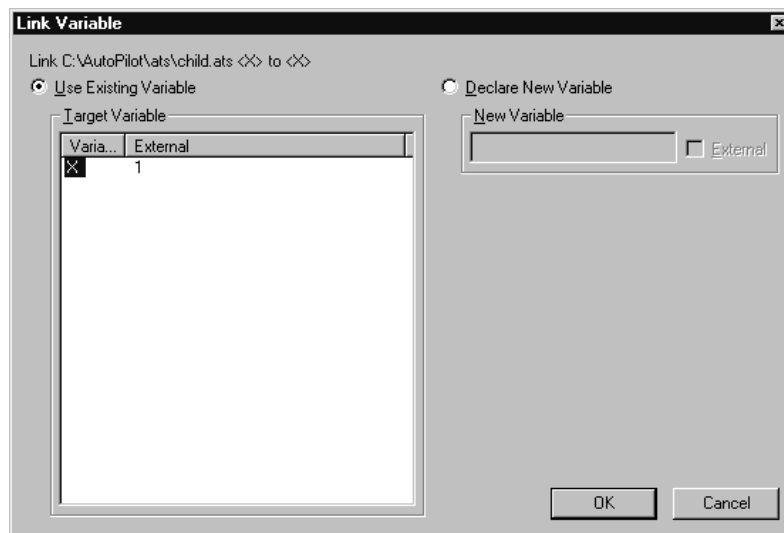 Link Variable
Link C:\AutoPilot\ats\child.ats <X> to <X>
Use Existing Variable
Declare New Variable
Target Variable
New Variable
Varia... External
External
X 1
OK Cancel